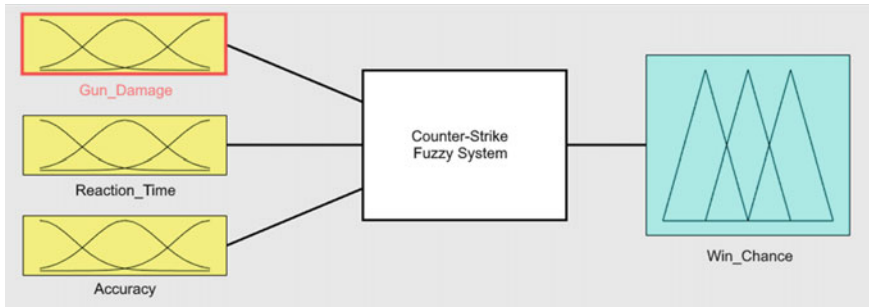 Gun_Damage
Reaction_Time
Accuracy
Counter-Strike
Fuzzy System
Win_Chance